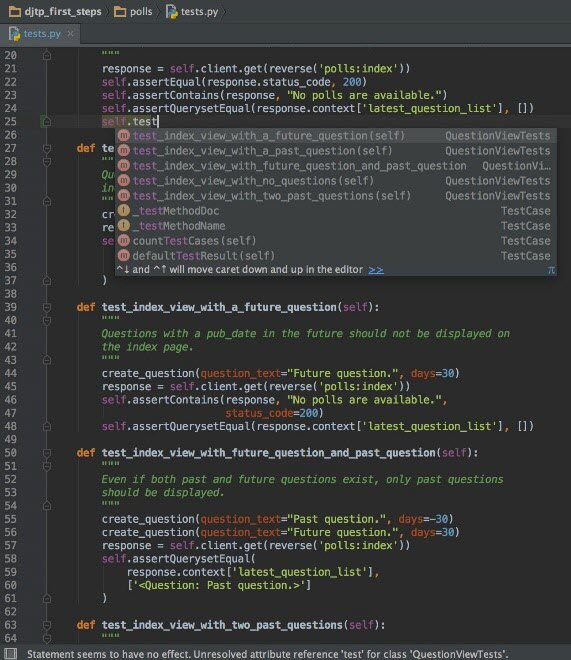 djtp_first_steps polls tests.py
tests.py ×
20 """
21 response = self.client.get(reverse('polls:index'))
22 self.assertEqual(response.status_code, 200)
23 self.assertContains(response, "No polls are available.")
24 self.assertQuerysetEqual(response.context['latest_question_list'], [])
25 self.test
26 test_index_view_with_a_future_question(self) QuestionViewTests
27 def te test_index_view_with_a_past_question(self) QuestionViewTests
28 """ test_index_view_with_future_question_and_past_question QuestionVi…
29 Qu test_index_view_with_no_questions(self) QuestionViewTests
30 in test_index_view_with_two_past_questions(self) QuestionViewTests
31 """ _testMethodDoc TestCase
32 cr _testMethodName TestCase
33 re countTestCases(self) TestCase
34 se defaultTestResult(self) TestCase
35
36 ^↓ and ^↑ will move caret down and up in the editor >> π
37 )
38
39 def test_index_view_with_a_future_question(self):
40 """
41 Questions with a pub_date in the future should not be displayed on
42 the index page.
43 """
44 create_question(question_text="Future question.", days=30)
45 response = self.client.get(reverse('polls:index'))
46 self.assertContains(response, "No polls are available.",
47 status_code=200)
48 self.assertQuerysetEqual(response.context['latest_question_list'], [])
49
50 def test_index_view_with_future_question_and_past_question(self):
51 """
52 Even if both past and future questions exist, only past questions
53 should be displayed.
54 """
55 create_question(question_text="Past question.", days=-30)
56 create_question(question_text="Future question.", days=30)
57 response = self.client.get(reverse('polls:index'))
58 self.assertQuerysetEqual(
59 response.context['latest_question_list'],
60 ['<Question: Past question.>']
61 )
62
63 def test_index_view_with_two_past_questions(self):
64 """
Statement seems to have no effect. Unresolved attribute reference 'test' for class 'QuestionViewTests'.